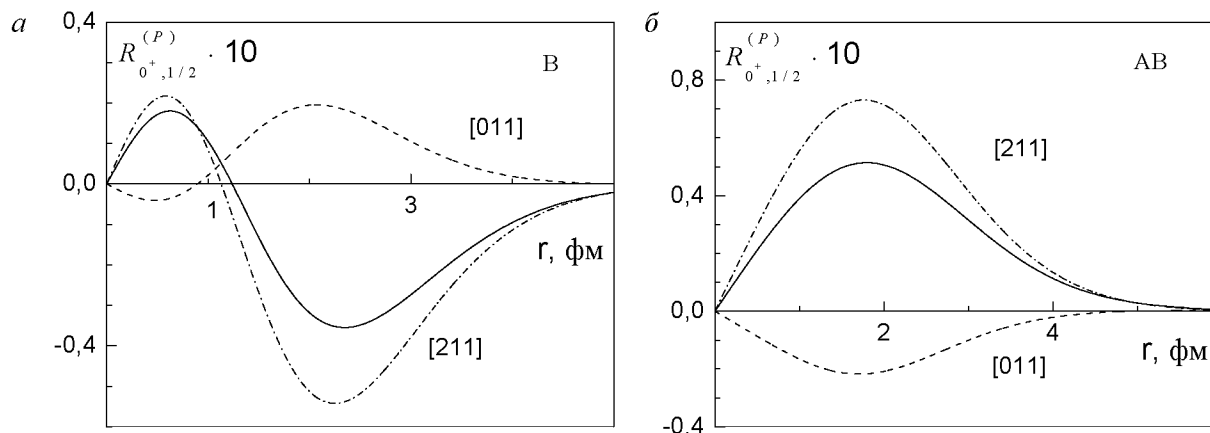 а
0,4
R^{(P)}_{0^+,1/2} · 10
В
[011]
0,0
1
3
r, фм
-0,4
[211]
б
R^{(P)}_{0^+,1/2} · 10
АВ
0,8
[211]
0,4
0,0
2
4
r, фм
[011]
-0,4